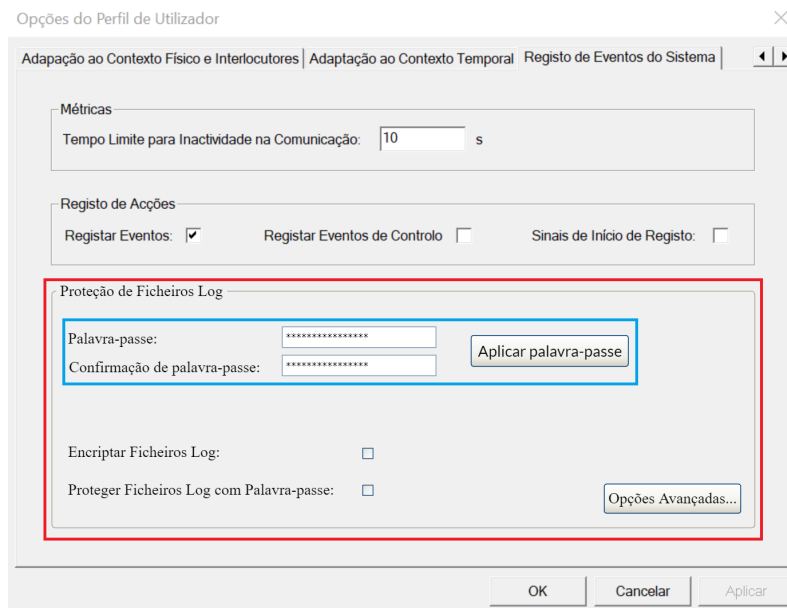 Opções do Perfil de Utilizador
Adapação ao Contexto Físico e Interlocutores Adaptação ao Contexto Temporal Registo de Eventos do Sistema
Métricas
Tempo Limite para Inactividade na Comunicação: 10 s
Registo de Acções
Registar Eventos: Registar Eventos de Controlo Sinais de Início de Registo:
Proteção de Ficheiros Log
Palavra-passe: ****************
Aplicar palavra-passe
Confirmação de palavra-passe: ****************
Encriptar Ficheiros Log:
Proteger Ficheiros Log com Palavra-passe:
Opções Avançadas...
OK Cancelar Aplicar